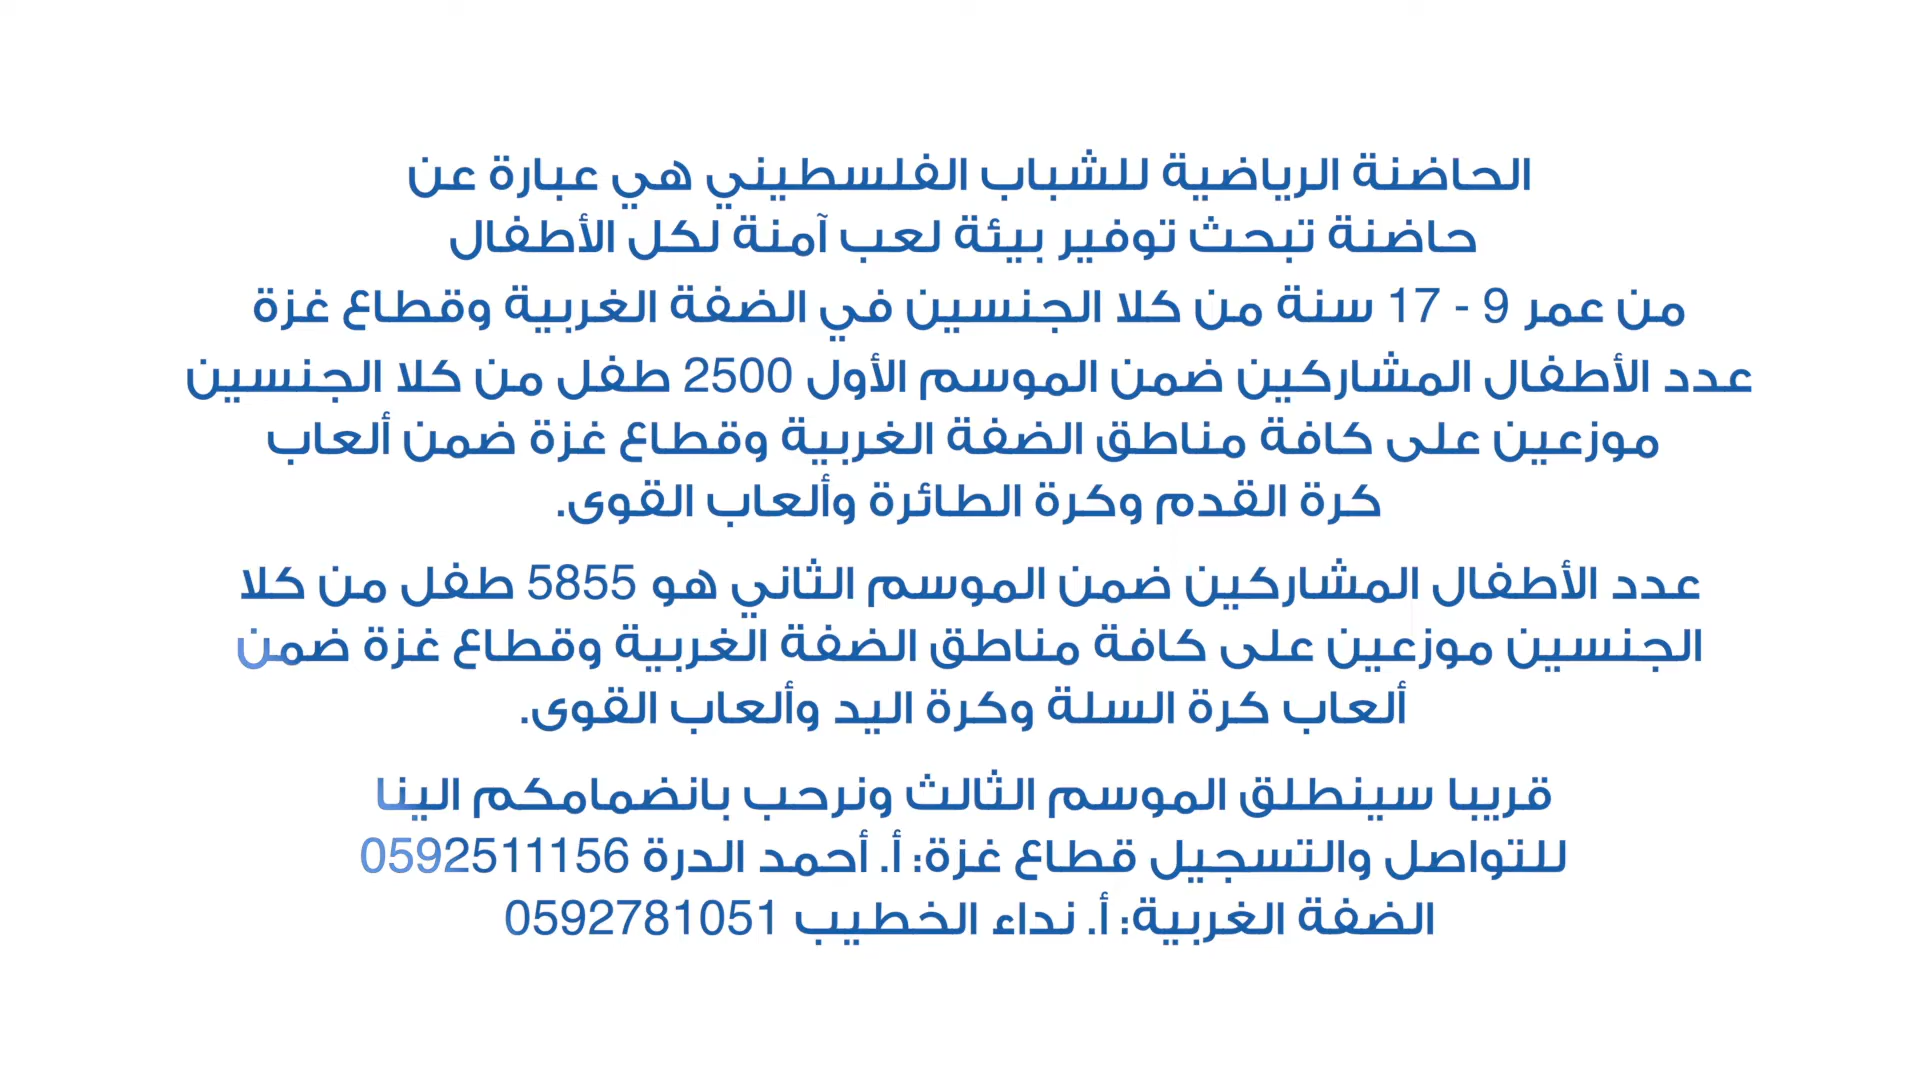 الحاضنة الرياضية للشباب الفلسطيني هي عبارة عن
حاضنة تبحث توفير بيئة لعب آمنة لكل الأطفال
من عمر 9 - 17 سنة من كلا الجنسين في الضفة الغربية وقطاع غزة
عدد الأطفال المشاركين ضمن الموسم الأول 2500 طفل من كلا الجنسين
موزعين على كافة مناطق الضفة الغربية وقطاع غزة ضمن ألعاب
كرة القدم وكرة الطائرة وألعاب القوى.
عدد الأطفال المشاركين ضمن الموسم الثاني هو 5855 طفل من كلا
الجنسين موزعين على كافة مناطق الضفة الغربية وقطاع غزة ضمن
ألعاب كرة السلة وكرة اليد وألعاب القوى.
قريبا سينطلق الموسم الثالث ونرحب بانضمامكم الينا
للتواصل والتسجيل قطاع غزة: أ. أحمد الدرة 0592511156
الضفة الغربية: أ. نداء الخطيب 0592781051